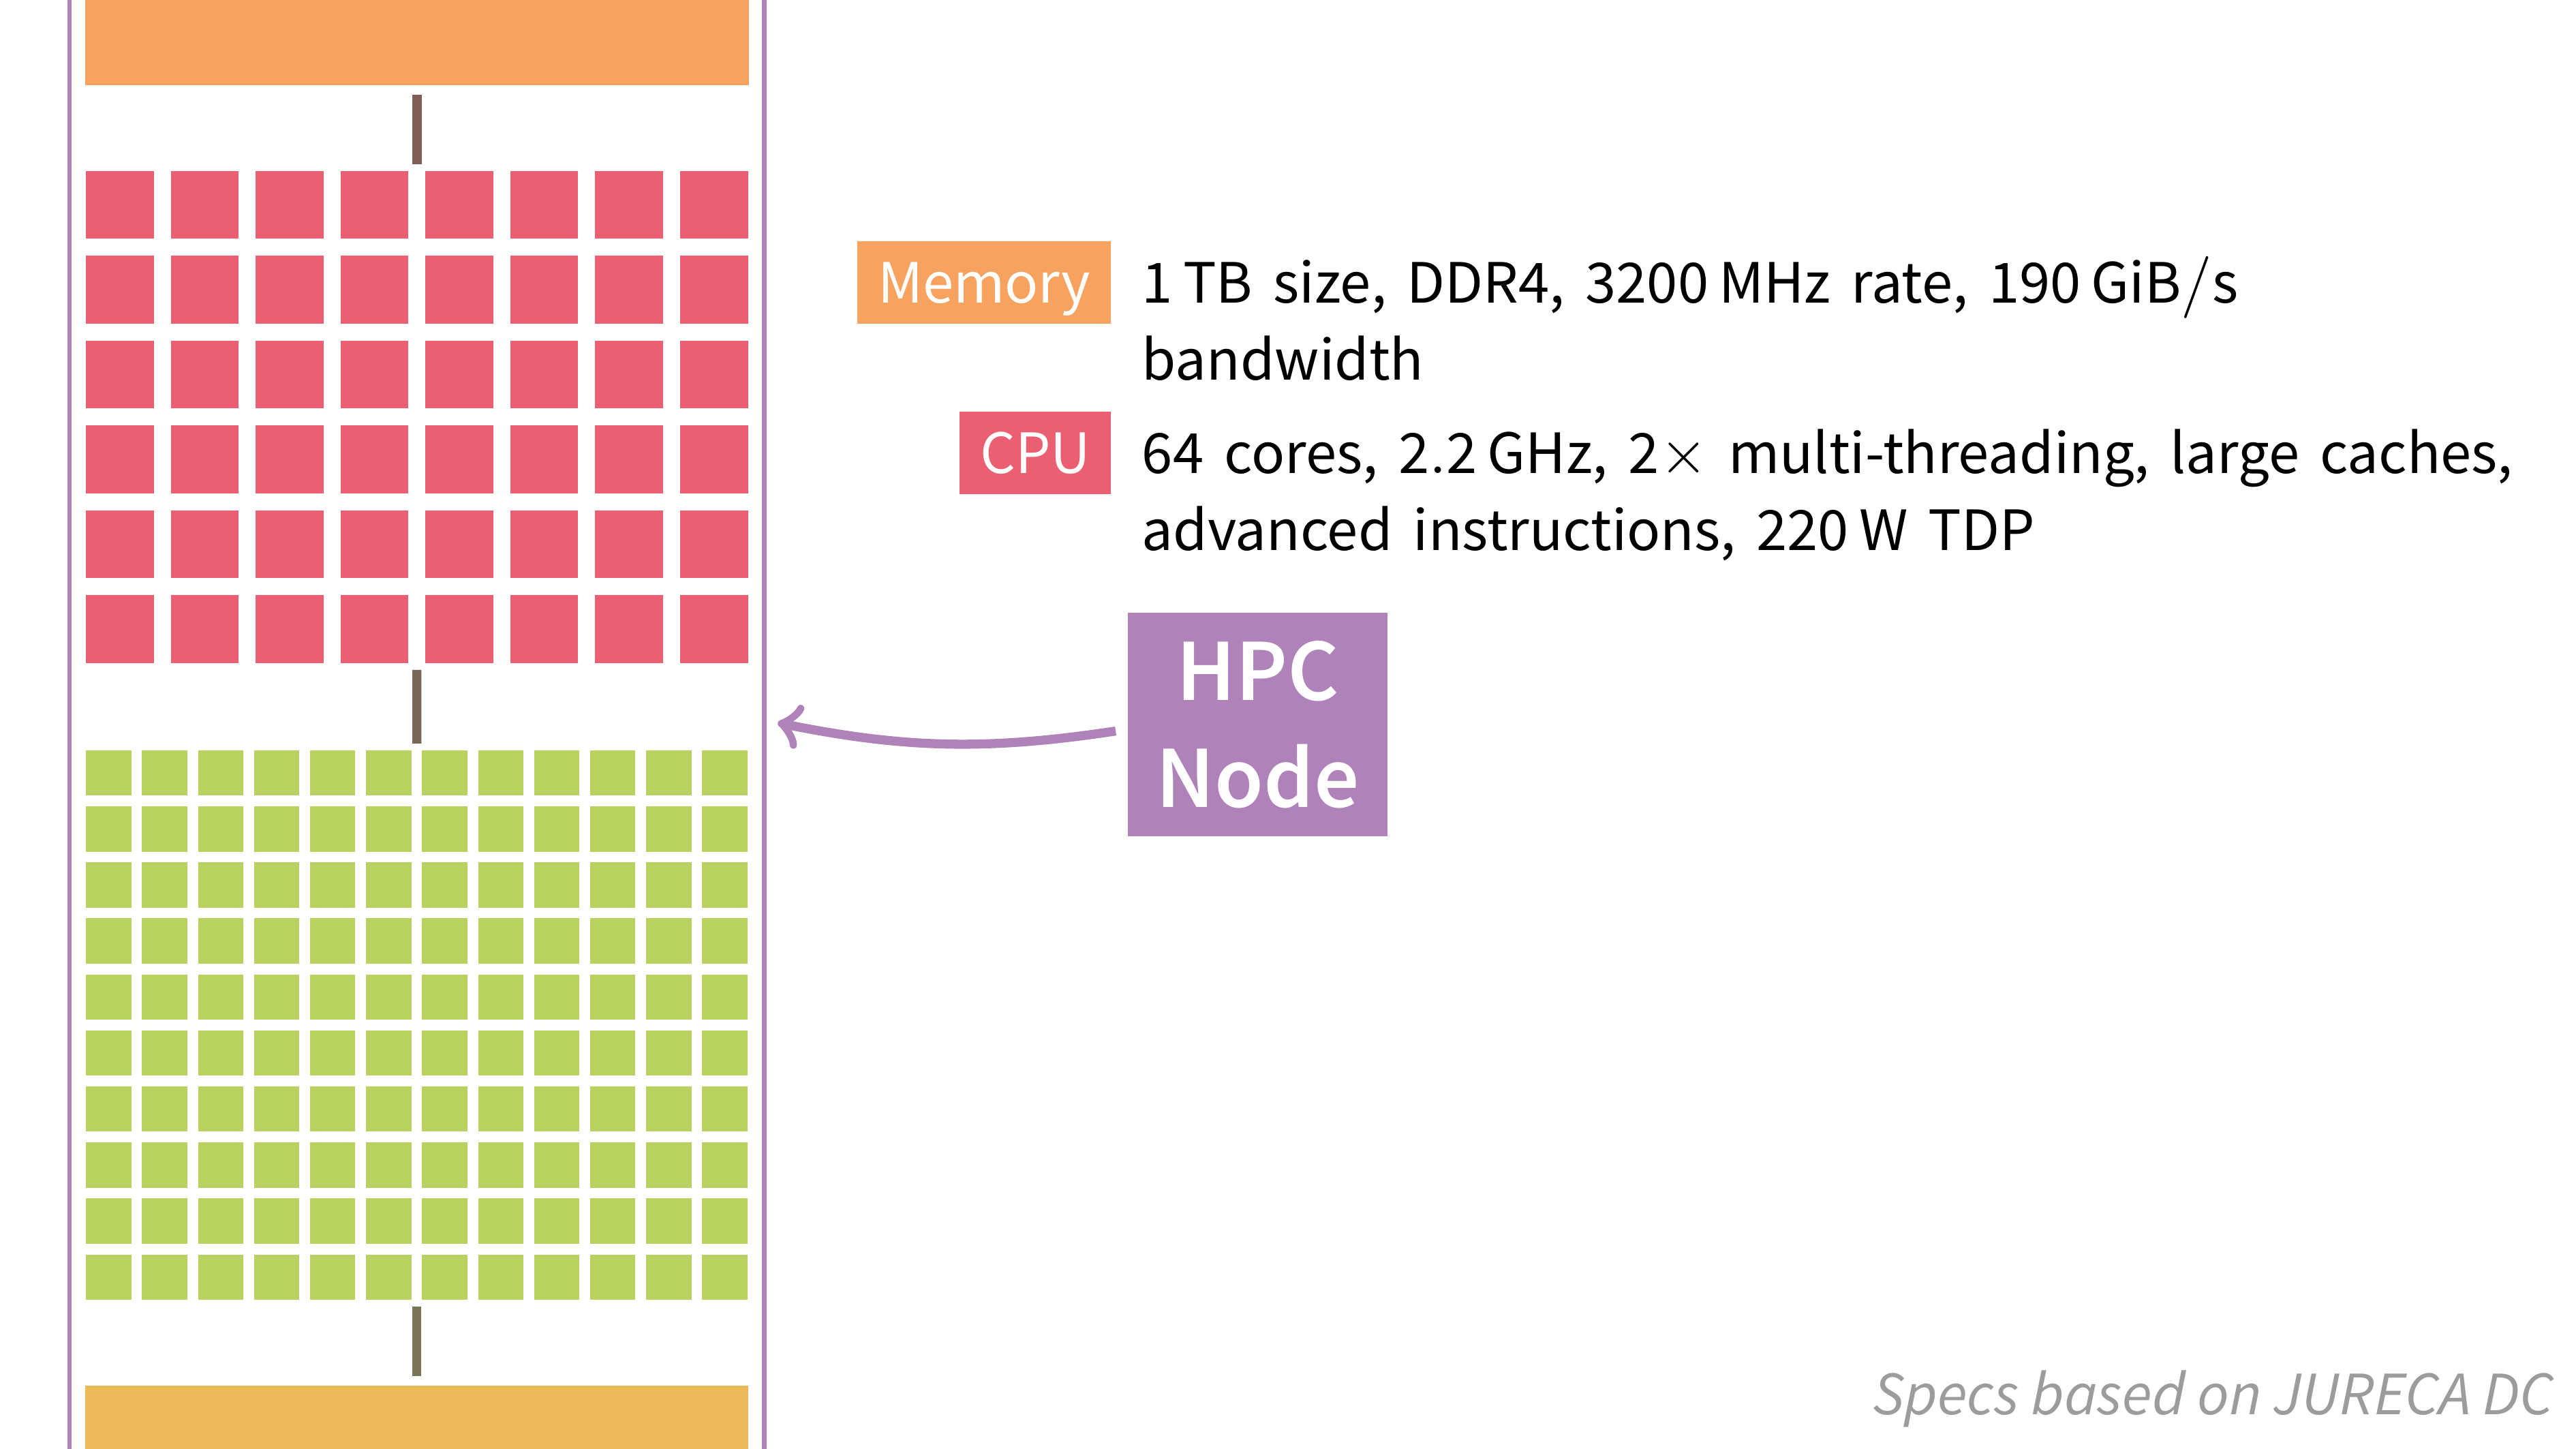 Memory 1 TB size, DDR4, 3200 MHz rate, 190 GiB/s
bandwidth
CPU 64 cores, 2.2 GHz, 2× multi-threading, large caches,
advanced instructions, 220 W TDP
HPC
Node
Specs based on JURECA DC